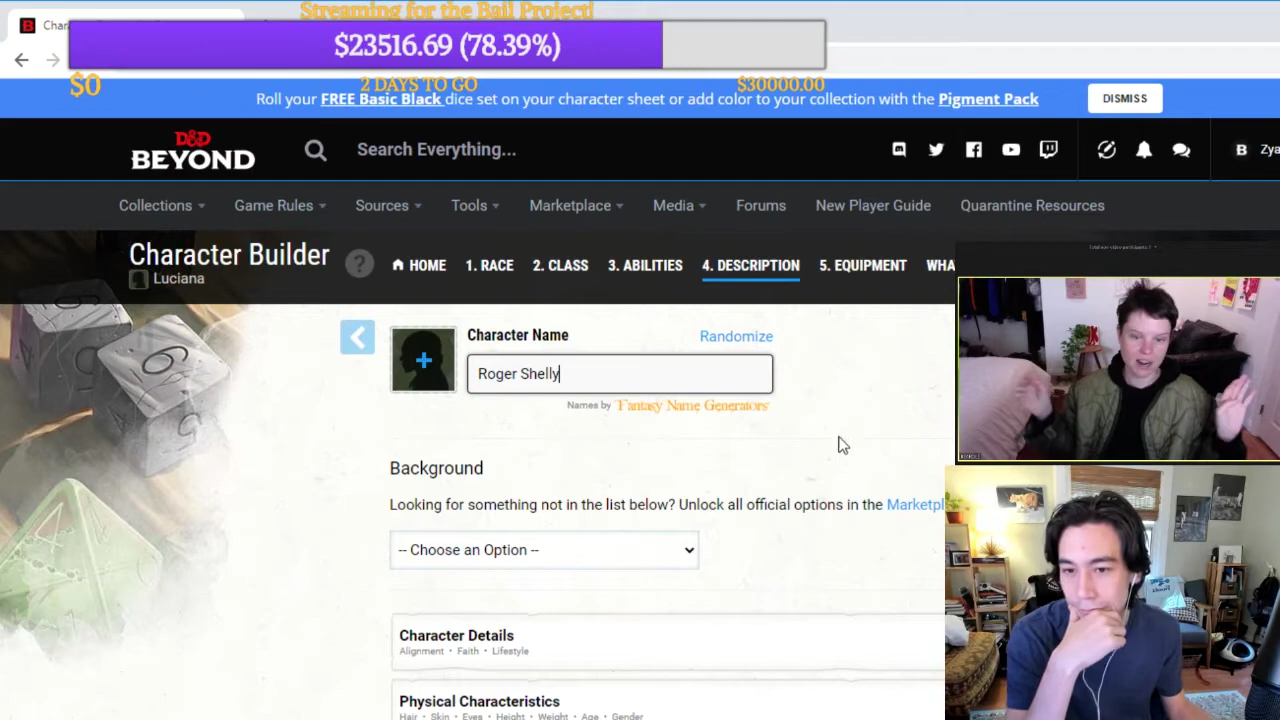 Streaming for the Bail Project!
Char
$23516.69 (78.39%)
$0
2 DAYS TO GO
$30000.00
Roll your FREE Basic Black dice set on your character sheet or add color to your collection with the Pigment Pack
DISMISS
D&D
BEYOND
Search Everything...
B Zya
Collections
Game Rules
Sources
Tools
Marketplace
Media
Forums
New Player Guide
Quarantine Resources
Character Builder
Luciana
?
HOME
1. RACE
2. CLASS
3. ABILITIES
4. DESCRIPTION
5. EQUIPMENT
WHA
Character Name
Randomize
Roger Shelly
Names by Fantasy Name Generators
Background
Looking for something not in the list below? Unlock all official options in the Marketpl
-- Choose an Option --
Character Details
Alignment • Faith • Lifestyle
Physical Characteristics
Hair • Skin • Eyes • Height • Weight • Age • Gender